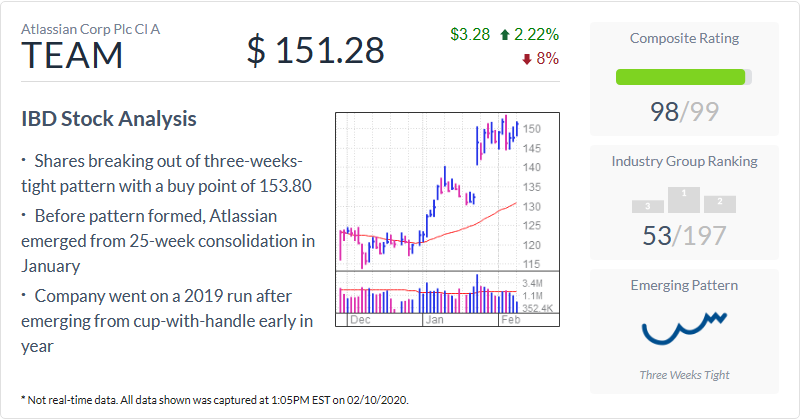 Atlassian Corp Plc Cl A
TEAM
$ 151.28
$3.28 2.22%
8%
IBD Stock Analysis
· Shares breaking out of three-weeks-
tight pattern with a buy point of 153.80
· Before pattern formed, Atlassian
emerged from 25-week consolidation in
January
· Company went on a 2019 run after
emerging from cup-with-handle early in
year
150
145
140
135
130
125
120
115
3.4M
1.1M
352.4K
Dec
Jan
Feb
Composite Rating
98/99
Industry Group Ranking
3
1
2
53/197
Emerging Pattern
Three Weeks Tight
* Not real-time data. All data shown was captured at 1:05PM EST on 02/10/2020.